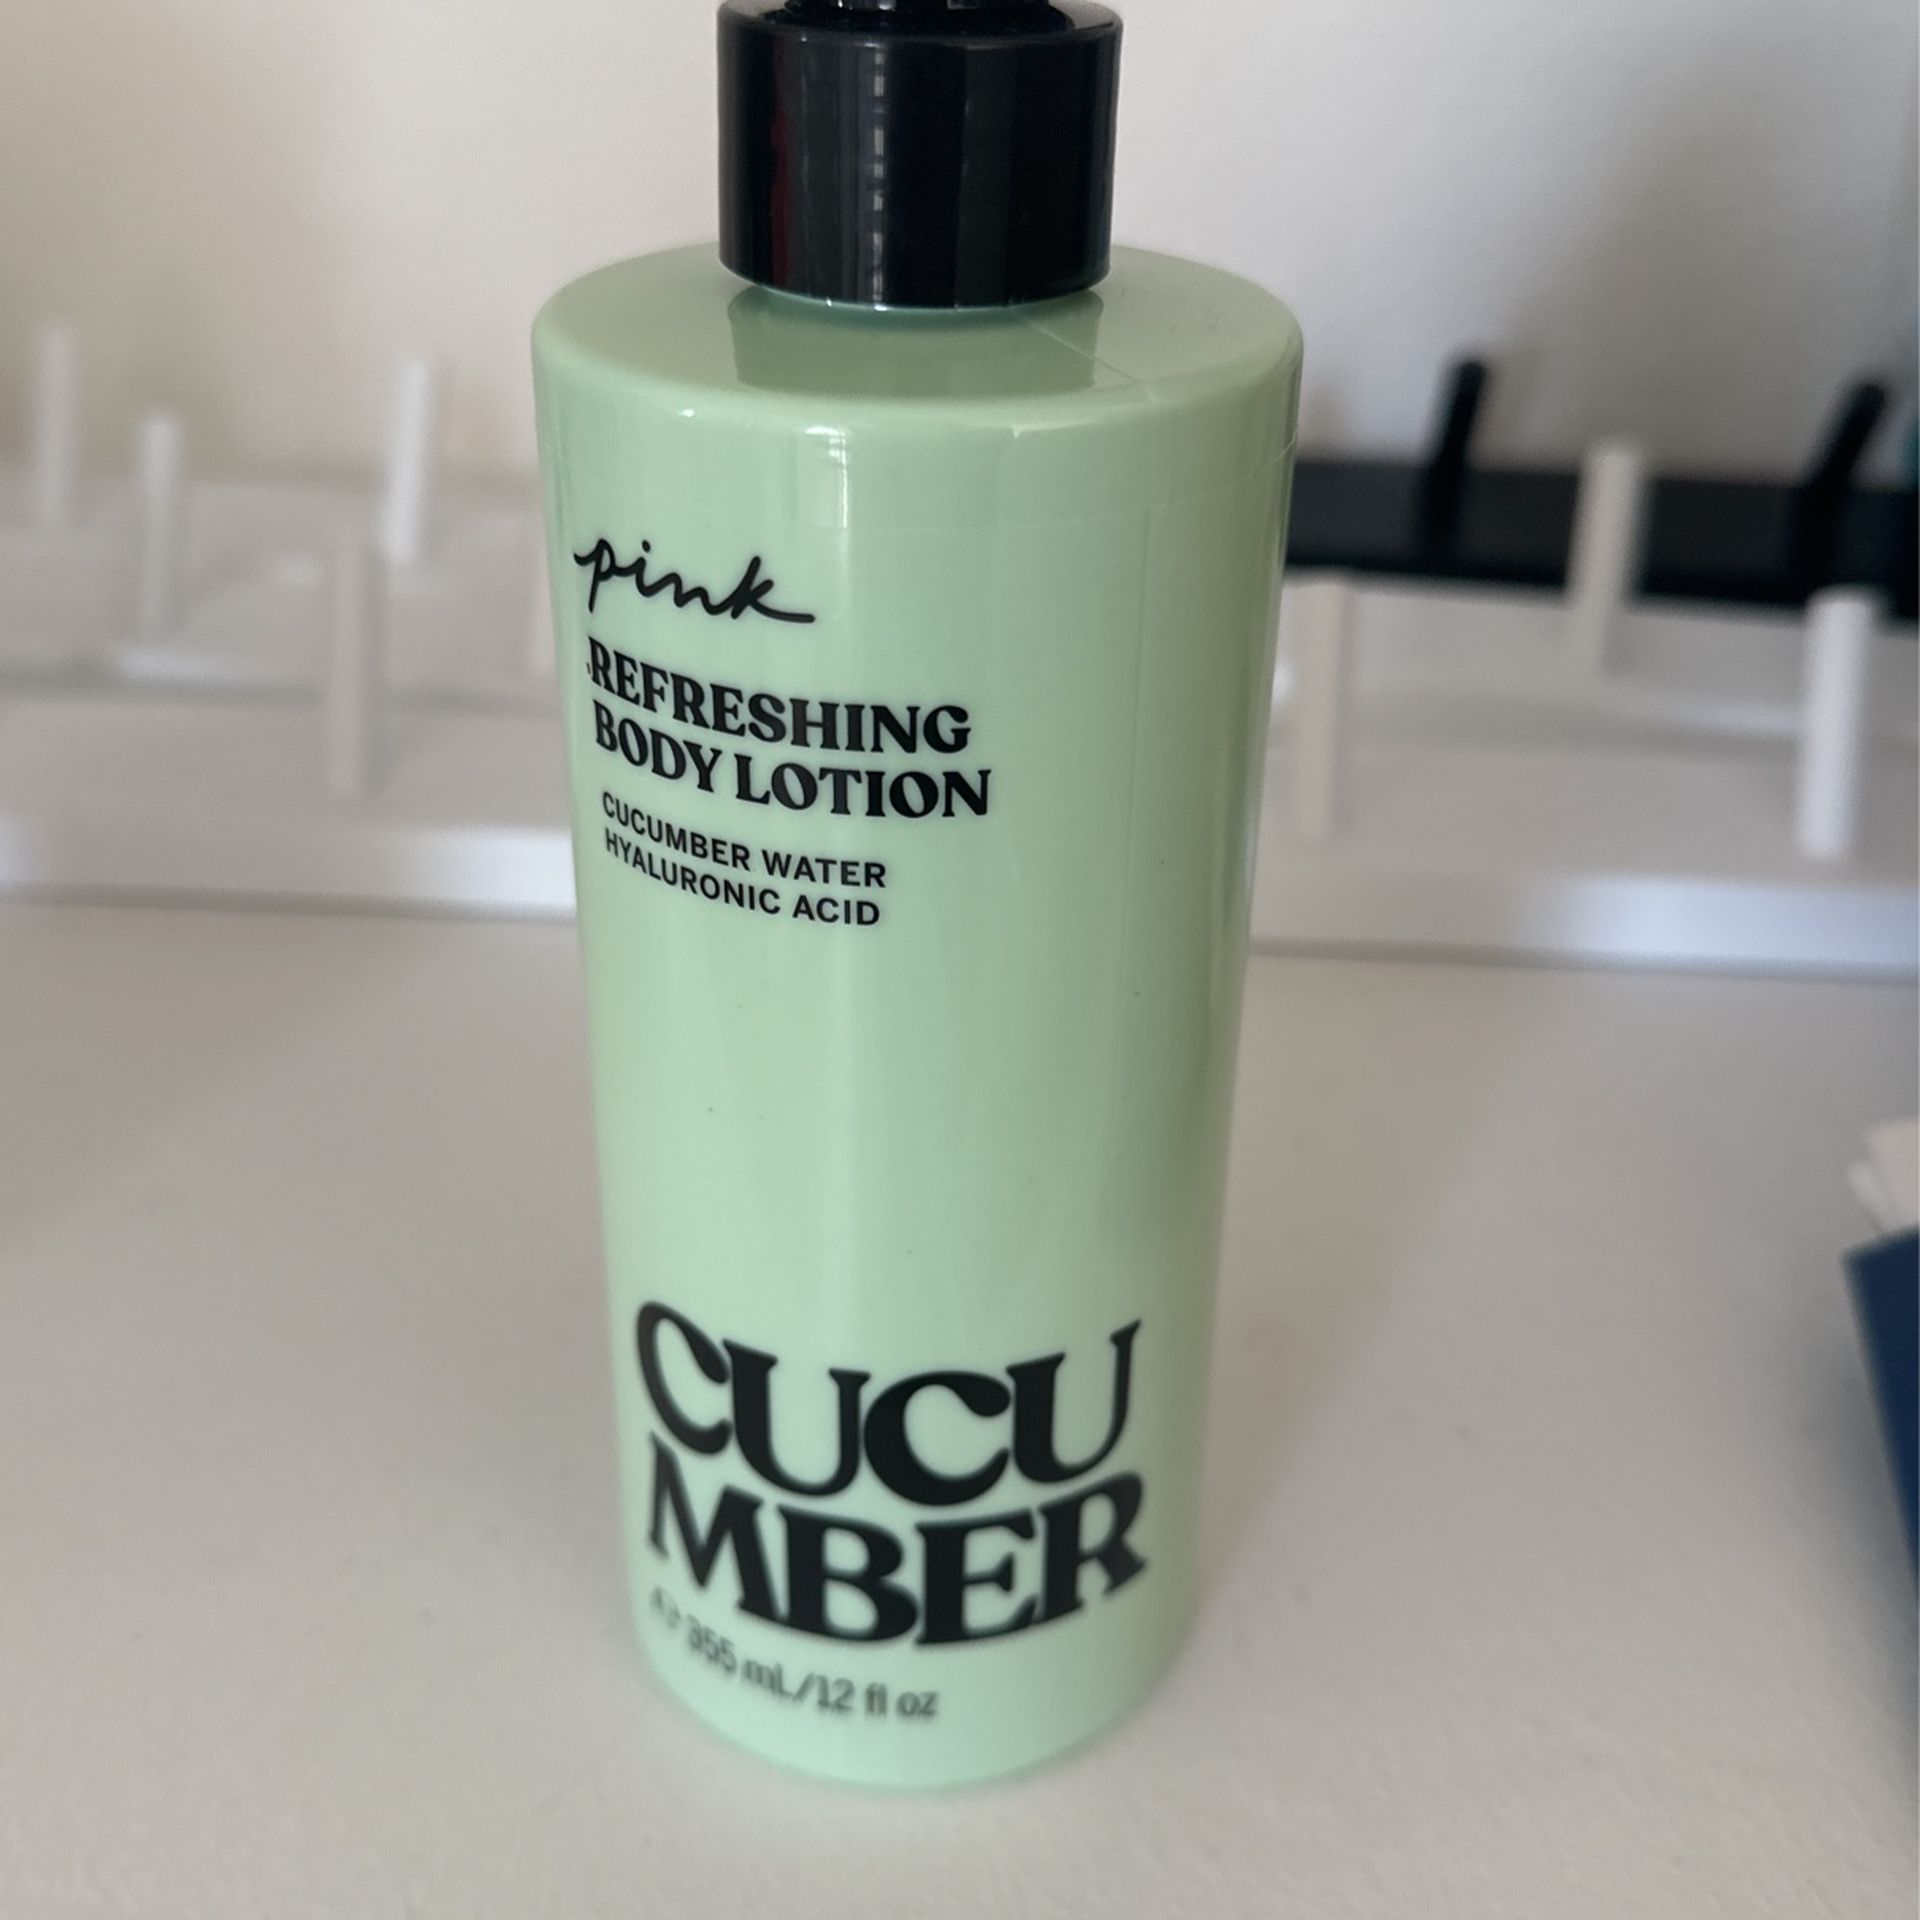 pink
REFRESHING
BODY LOTION
CUCUMBER WATER
HYALURONIC ACID
CUCU
MBER
355 mL/12 fl oz